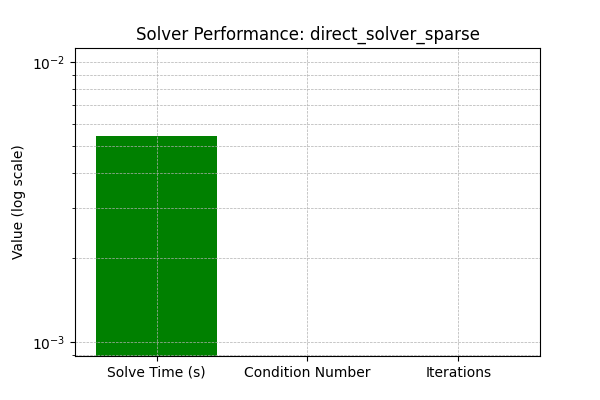 Solver Performance: direct_solver_sparse
10⁻²
10⁻³
Value (log scale)
Solve Time (s)
Condition Number
Iterations